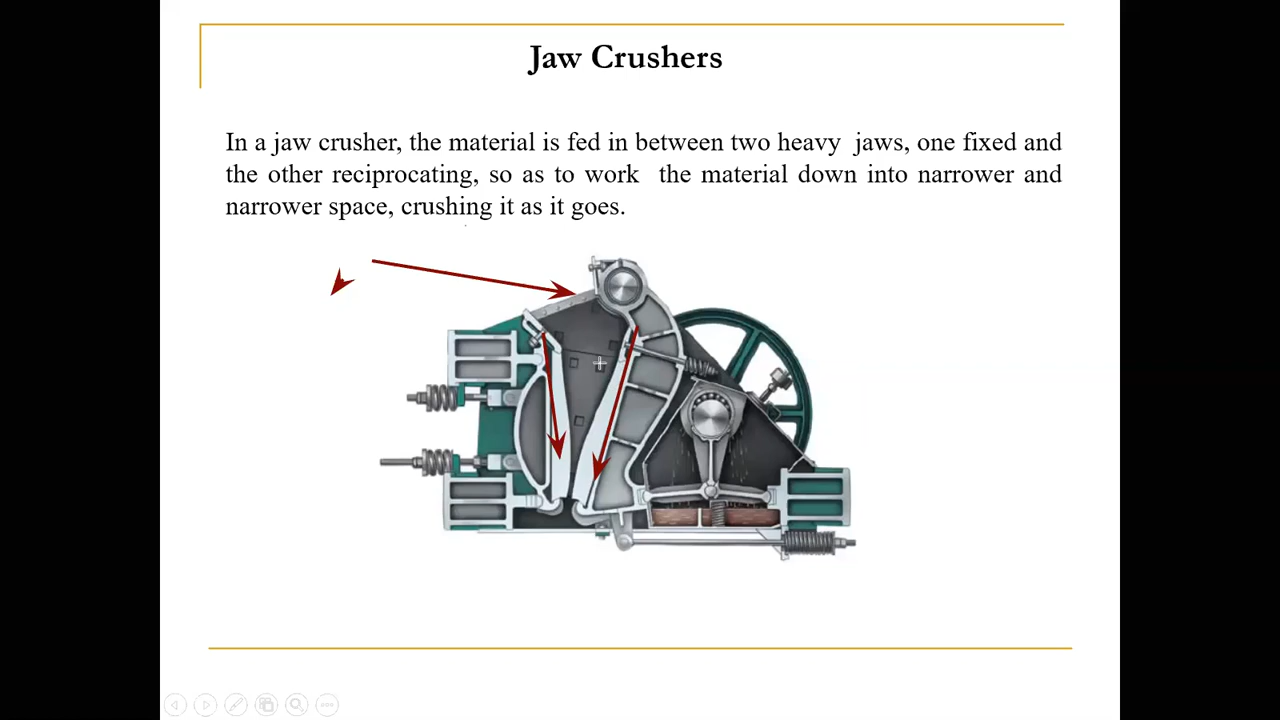 Jaw Crushers
In a jaw crusher, the material is fed in between two heavy jaws, one fixed and
the other reciprocating, so as to work the material down into narrower and
narrower space, crushing it as it goes.